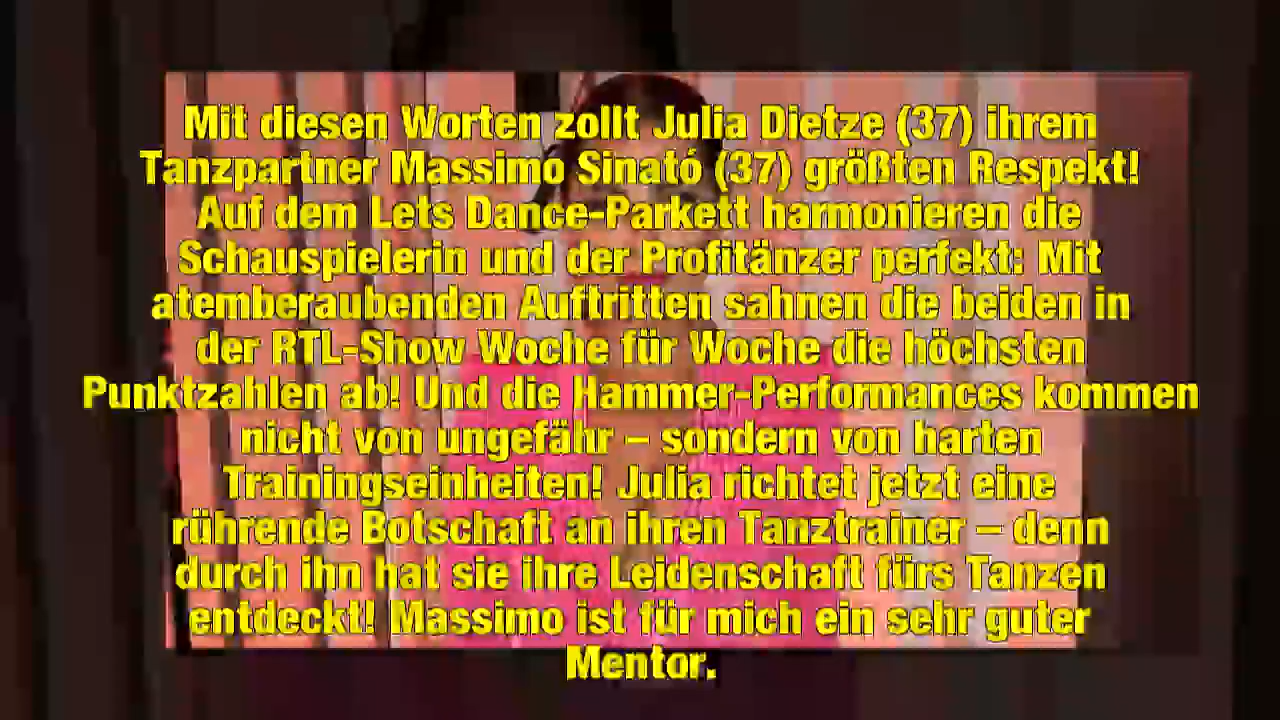 Mit diesen Worten zollt Julia Dietze (37) ihrem
Tanzpartner Massimo Sinató (37) größten Respekt!
Auf dem Lets Dance-Parkett harmonieren die
Schauspielerin und der Profitänzer perfekt: Mit
atemberaubenden Auftritten sahnen die beiden in
der RTL-Show Woche für Woche die höchsten
Punktzahlen ab! Und die Hammer-Performances kommen
nicht von ungefähr – sondern von harten
Trainingseinheiten! Julia richtet jetzt eine
rührende Botschaft an ihren Tanztrainer – denn
durch ihn hat sie ihre Leidenschaft fürs Tanzen
entdeckt! Massimo ist für mich ein sehr guter
Mentor.